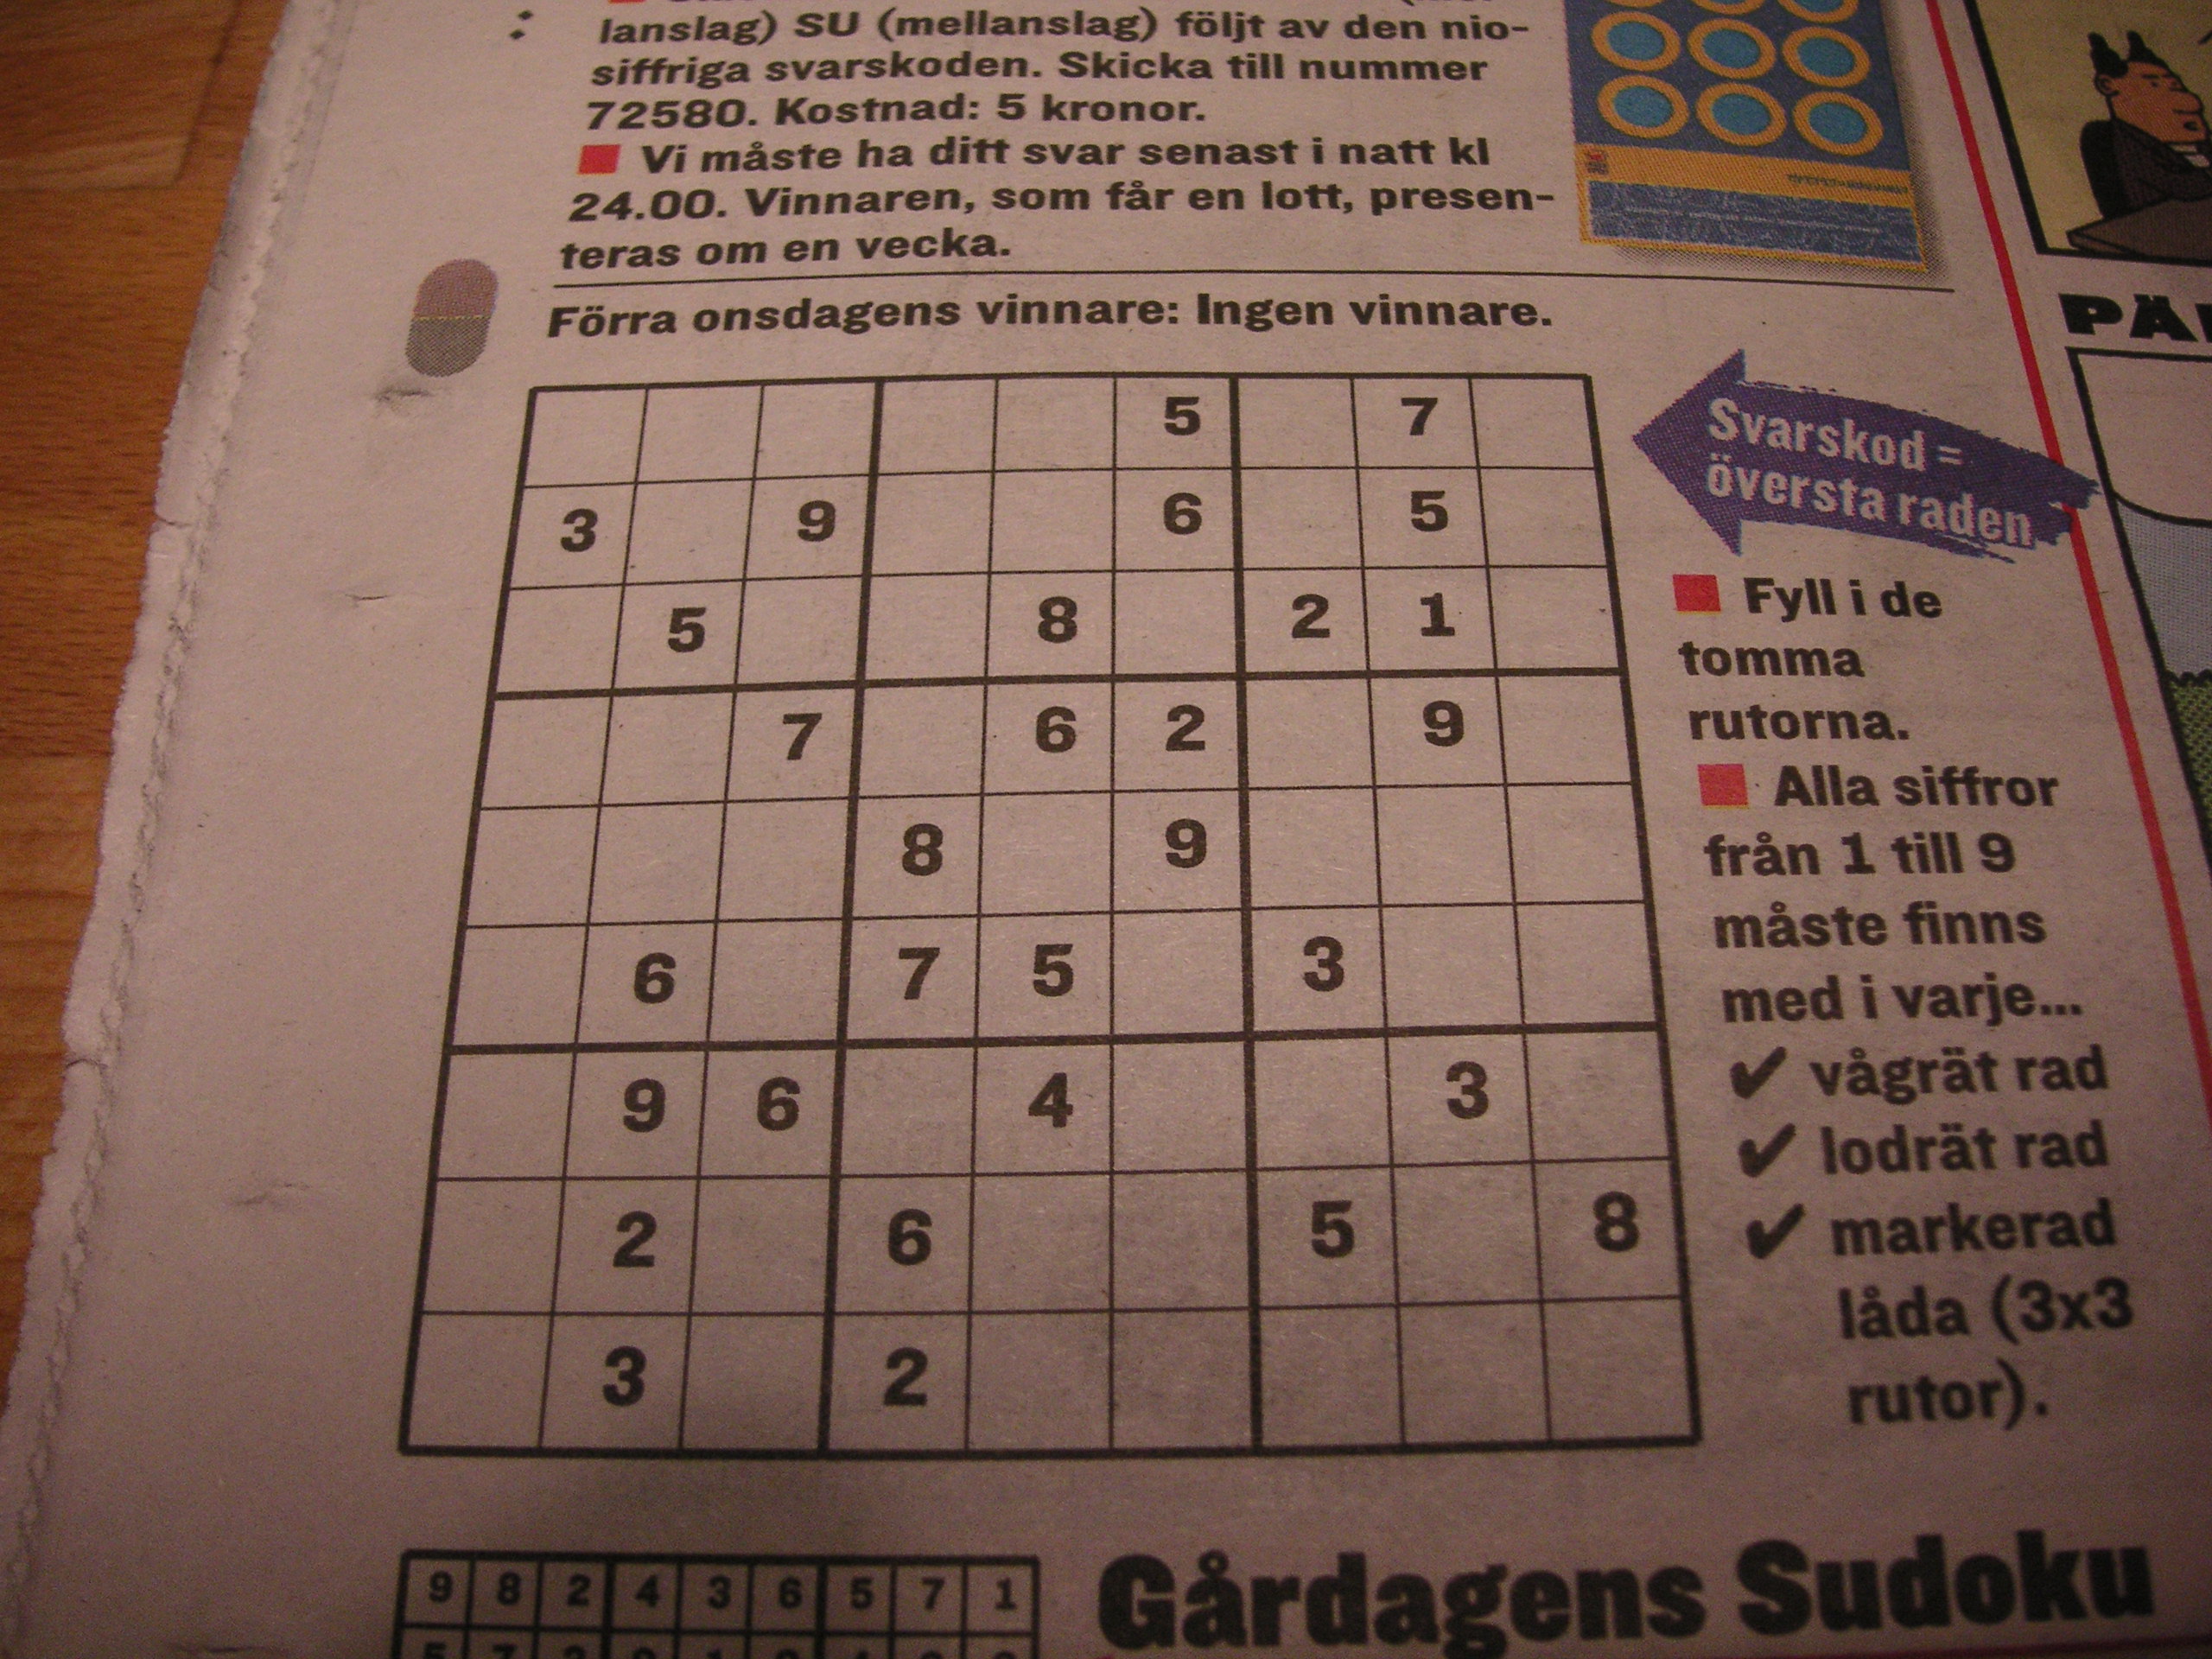 lanslag) SU (mellanslag) följt av den nio-
siffriga svarskoden. Skicka till nummer
72580. Kostnad: 5 kronor.
Vi måste ha ditt svar senast i natt kl
24.00. Vinnaren, som får en lott, presen-
teras om en vecka.
Förra onsdagens vinnare: Ingen vinnare.
5 7
3 9 6 5
5 8 2 1
7 6 2 9
8 9
6 7 5 3
9 6 4 3
2 6 5 8
3 2
Svarskod =
översta raden
Fyll i de
tomma
rutorna.
Alla siffror
från 1 till 9
måste finns
med i varje...
✔ vågrät rad
✔ lodrät rad
✔ markerad
låda (3x3
rutor).
PÄ
9 8 2 4 3 6 5 7 1
Gårdagens Sudoku